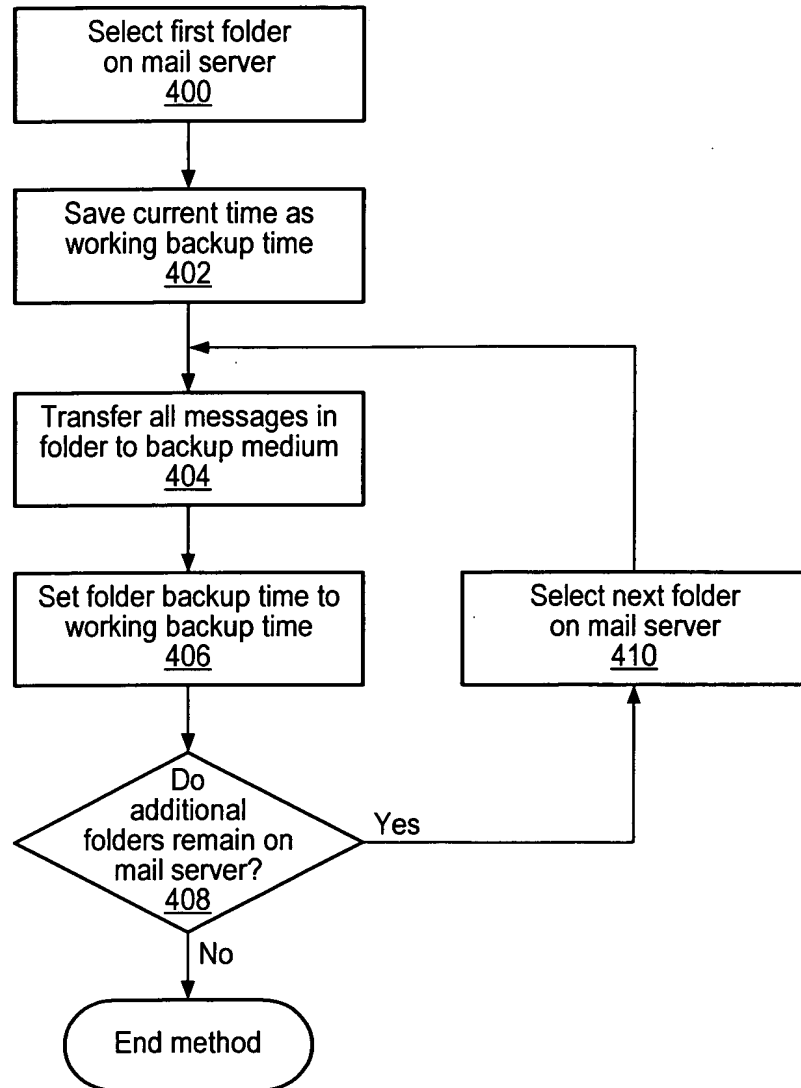 Select first folder
on mail server
400
Save current time as
working backup time
402
Transfer all messages in
folder to backup medium
404
Set folder backup time to
working backup time
406
Select next folder
on mail server
410
Do
additional
folders remain on
mail server?
408
Yes
No
End method